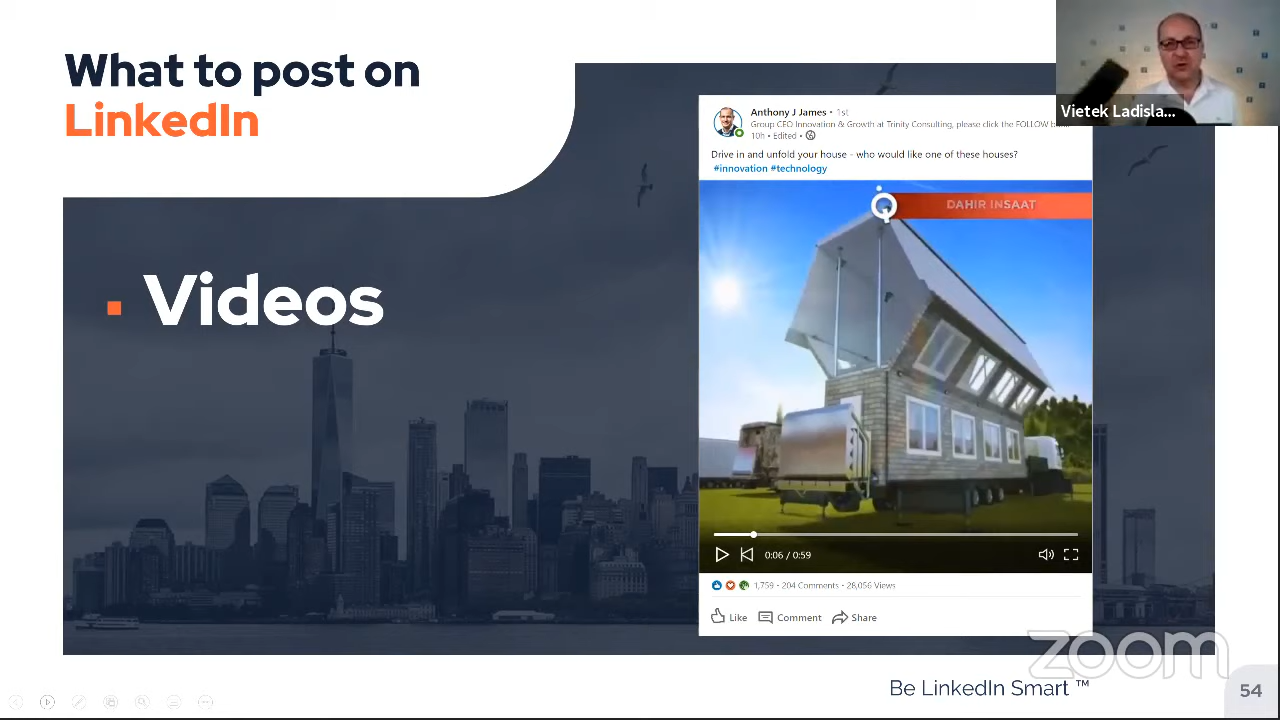 What to post on
LinkedIn
Videos
Anthony J James • 1st
Group CEO Innovation & Growth at Trinity Consulting, please click the FOLLOW
10h • Edited •
Drive in and unfold your house - who would like one of these houses?
#innovation #technology
DAHIR INSAAT
0:06 / 0:59
1,759 • 204 Comments • 28,056 Views
Like Comment Share
Vietek Ladisla...
zoom
Be LinkedIn Smart ™
54